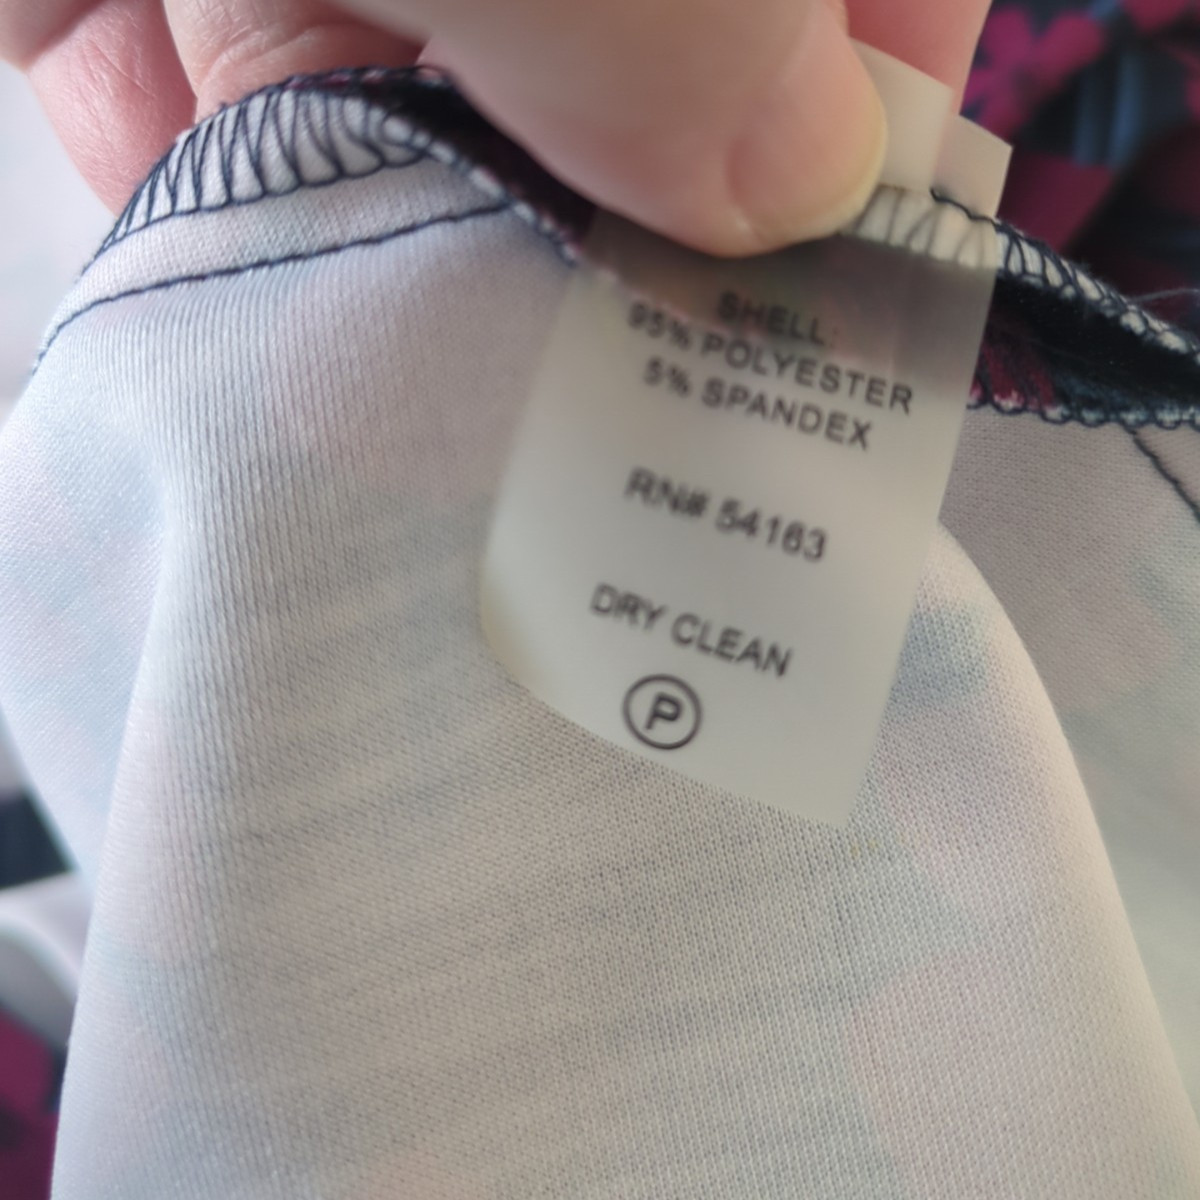 SHELL:
95% POLYESTER
5% SPANDEX
RN# 54163
DRY CLEAN
P